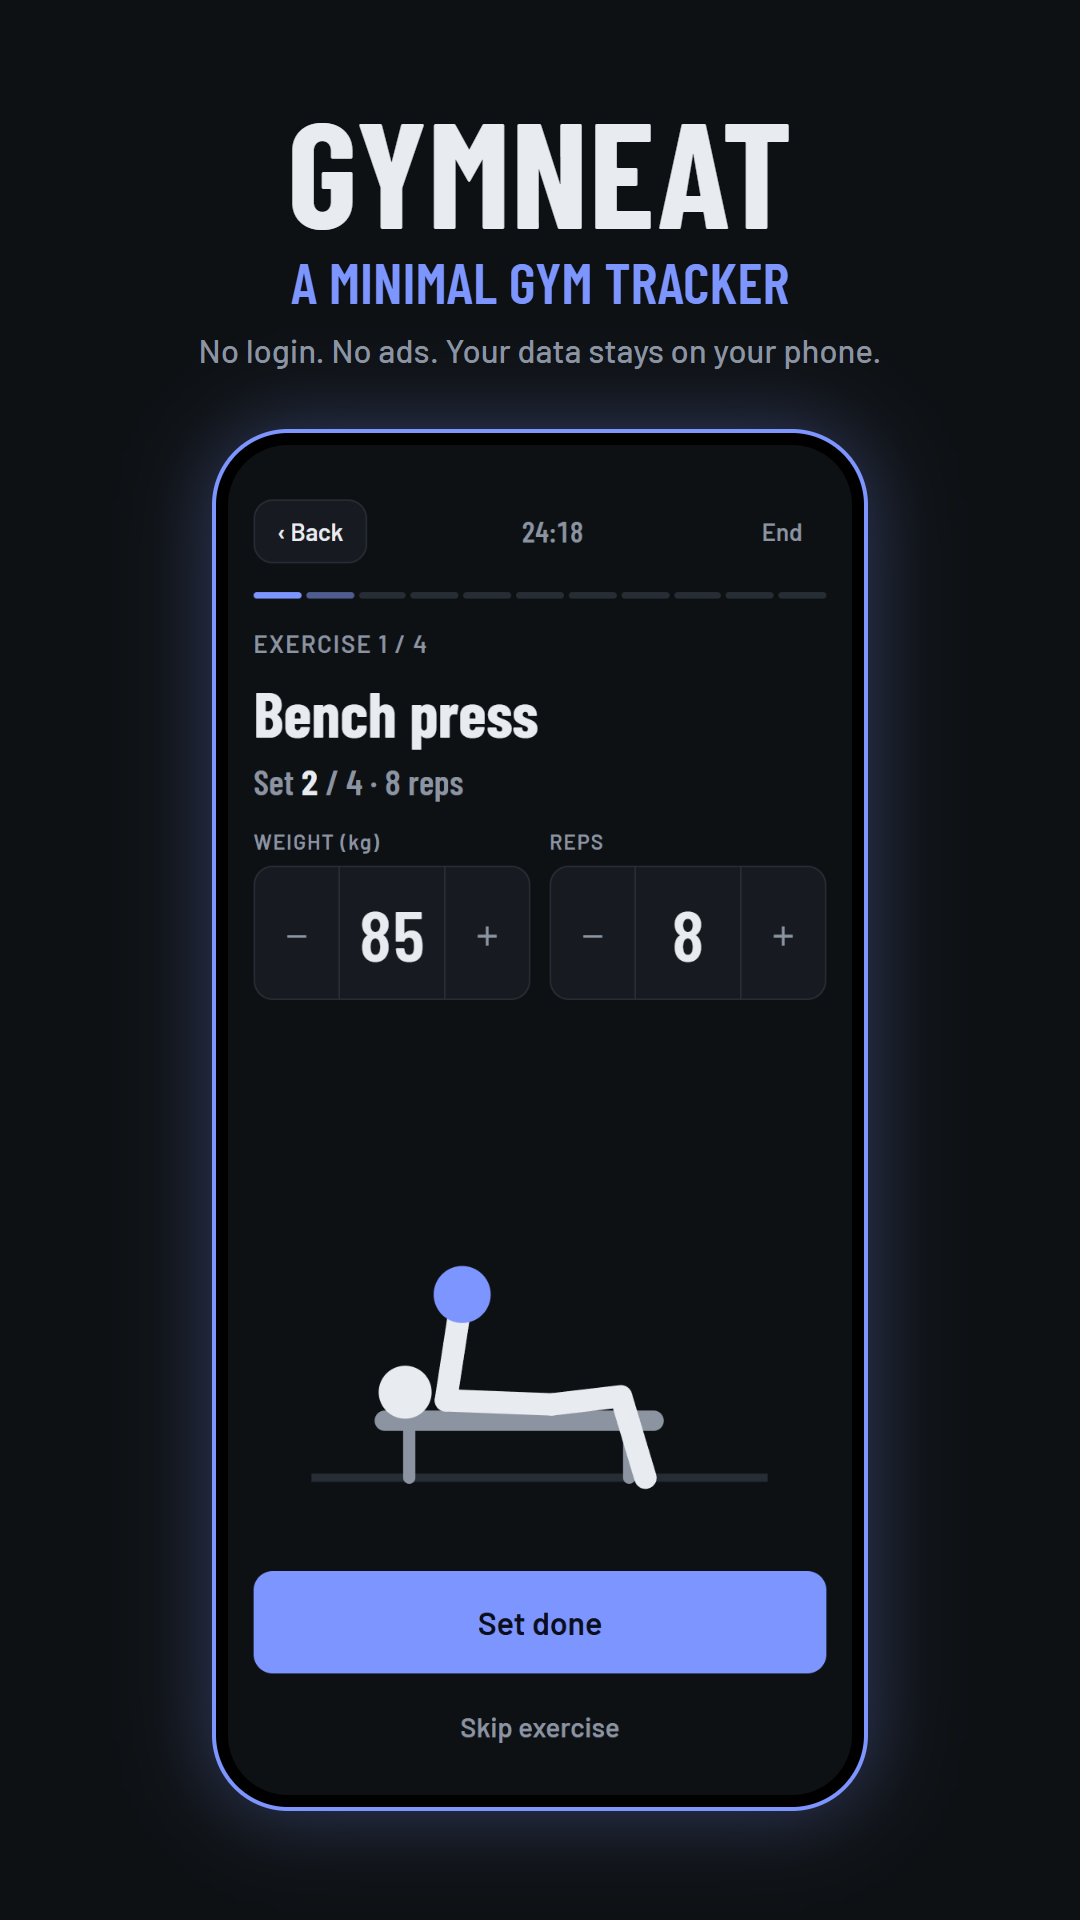 GYMNEAT
A MINIMAL GYM TRACKER
No login. No ads. Your data stays on your phone.
‹ Back
24:18
End
EXERCISE 1 / 4
Bench press
Set 2 / 4 · 8 reps
WEIGHT (kg)
REPS
− 85 +
− 8 +
Set done
Skip exercise